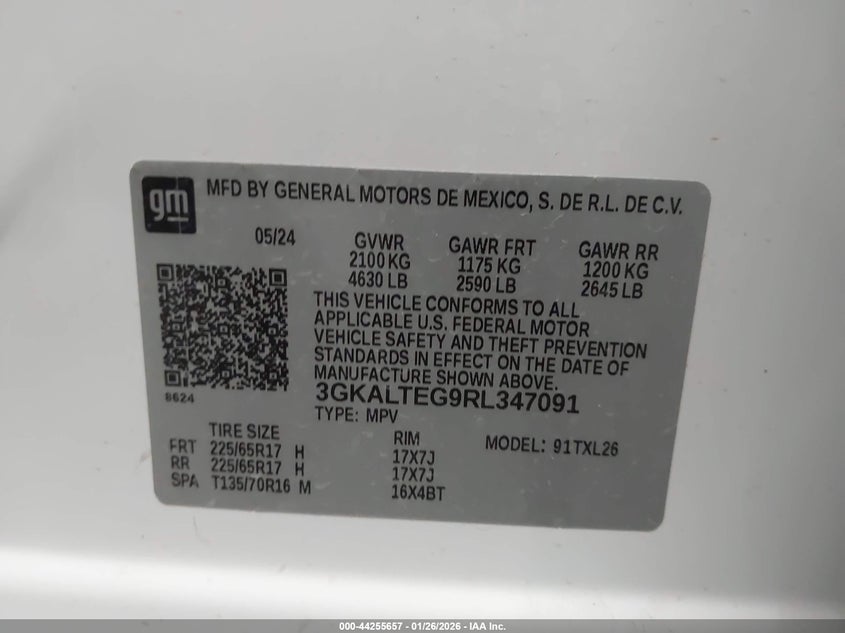 gm
MFD BY GENERAL MOTORS DE MEXICO, S. DE R.L. DE C.V.
05/24 GVWR GAWR FRT GAWR RR
2100 KG 1175 KG 1200 KG
4630 LB 2590 LB 2645 LB
THIS VEHICLE CONFORMS TO ALL
APPLICABLE U.S. FEDERAL MOTOR
VEHICLE SAFETY AND THEFT PREVENTION
STANDARDS IN EFFECT ON THE DATE OF
MANUFACTURE SHOWN ABOVE.
8624
3GKALTEG9RL347091
TYPE: MPV
TIRE SIZE RIM MODEL: 91TXL26
FRT 225/65R17 H 17X7J
RR 225/65R17 H 17X7J
SPA T135/70R16 M 16X4BT
000-44255657 - 01/26/2026 - IAA Inc.